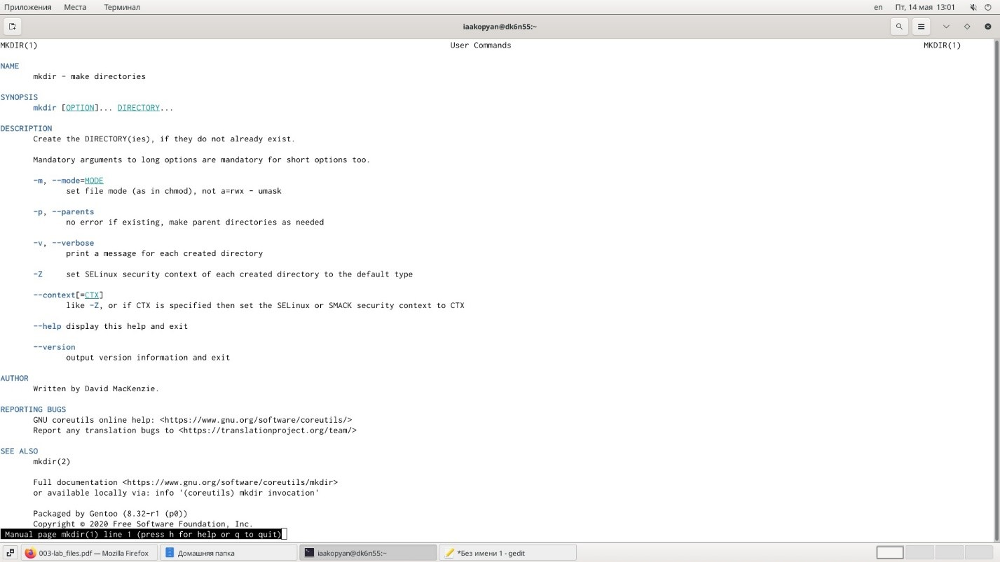 Приложения Места Терминал en Пт, 14 мая 13:01
iaakopyan@dk6n55:~
MKDIR(1) User Commands MKDIR(1)
NAME
mkdir - make directories
SYNOPSIS
mkdir [OPTION]... DIRECTORY...
DESCRIPTION
Create the DIRECTORY(ies), if they do not already exist.
Mandatory arguments to long options are mandatory for short options too.
-m, --mode=MODE
set file mode (as in chmod), not a=rwx - umask
-p, --parents
no error if existing, make parent directories as needed
-v, --verbose
print a message for each created directory
-Z set SELinux security context of each created directory to the default type
--context[=CTX]
like -Z, or if CTX is specified then set the SELinux or SMACK security context to CTX
--help display this help and exit
--version
output version information and exit
AUTHOR
Written by David MacKenzie.
REPORTING BUGS
GNU coreutils online help: <https://www.gnu.org/software/coreutils/>
Report any translation bugs to <https://translationproject.org/team/>
SEE ALSO
mkdir(2)
Full documentation <https://www.gnu.org/software/coreutils/mkdir>
or available locally via: info '(coreutils) mkdir invocation'
Packaged by Gentoo (8.32-r1 (p0))
Copyright © 2020 Free Software Foundation, Inc.
Manual page mkdir(1) line 1 (press h for help or q to quit)
003-lab_files.pdf — Mozilla Firefox Домашняя папка iaakopyan@dk6n55:~ *Без имени 1 - gedit